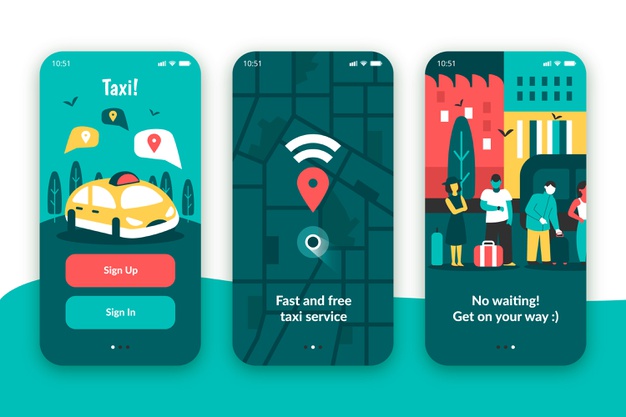 10:51
Taxi!
Sign Up
Sign In
10:51
Fast and free
taxi service
10:51
No waiting!
Get on your way :)